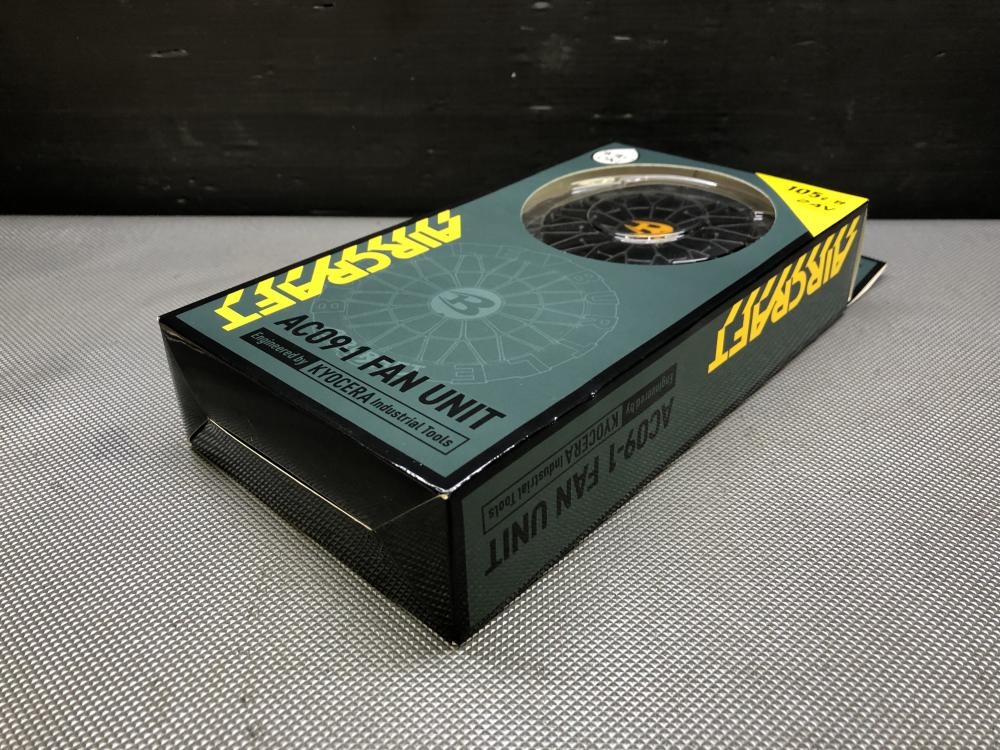 AIRCRAFT
AC09-1 FAN UNIT
Engineered by KYOCERA Industrial Tools
B
B
24V
AIRCRAFT
AC09-1 FAN UNIT
Engineered by KYOCERA Industrial Tools